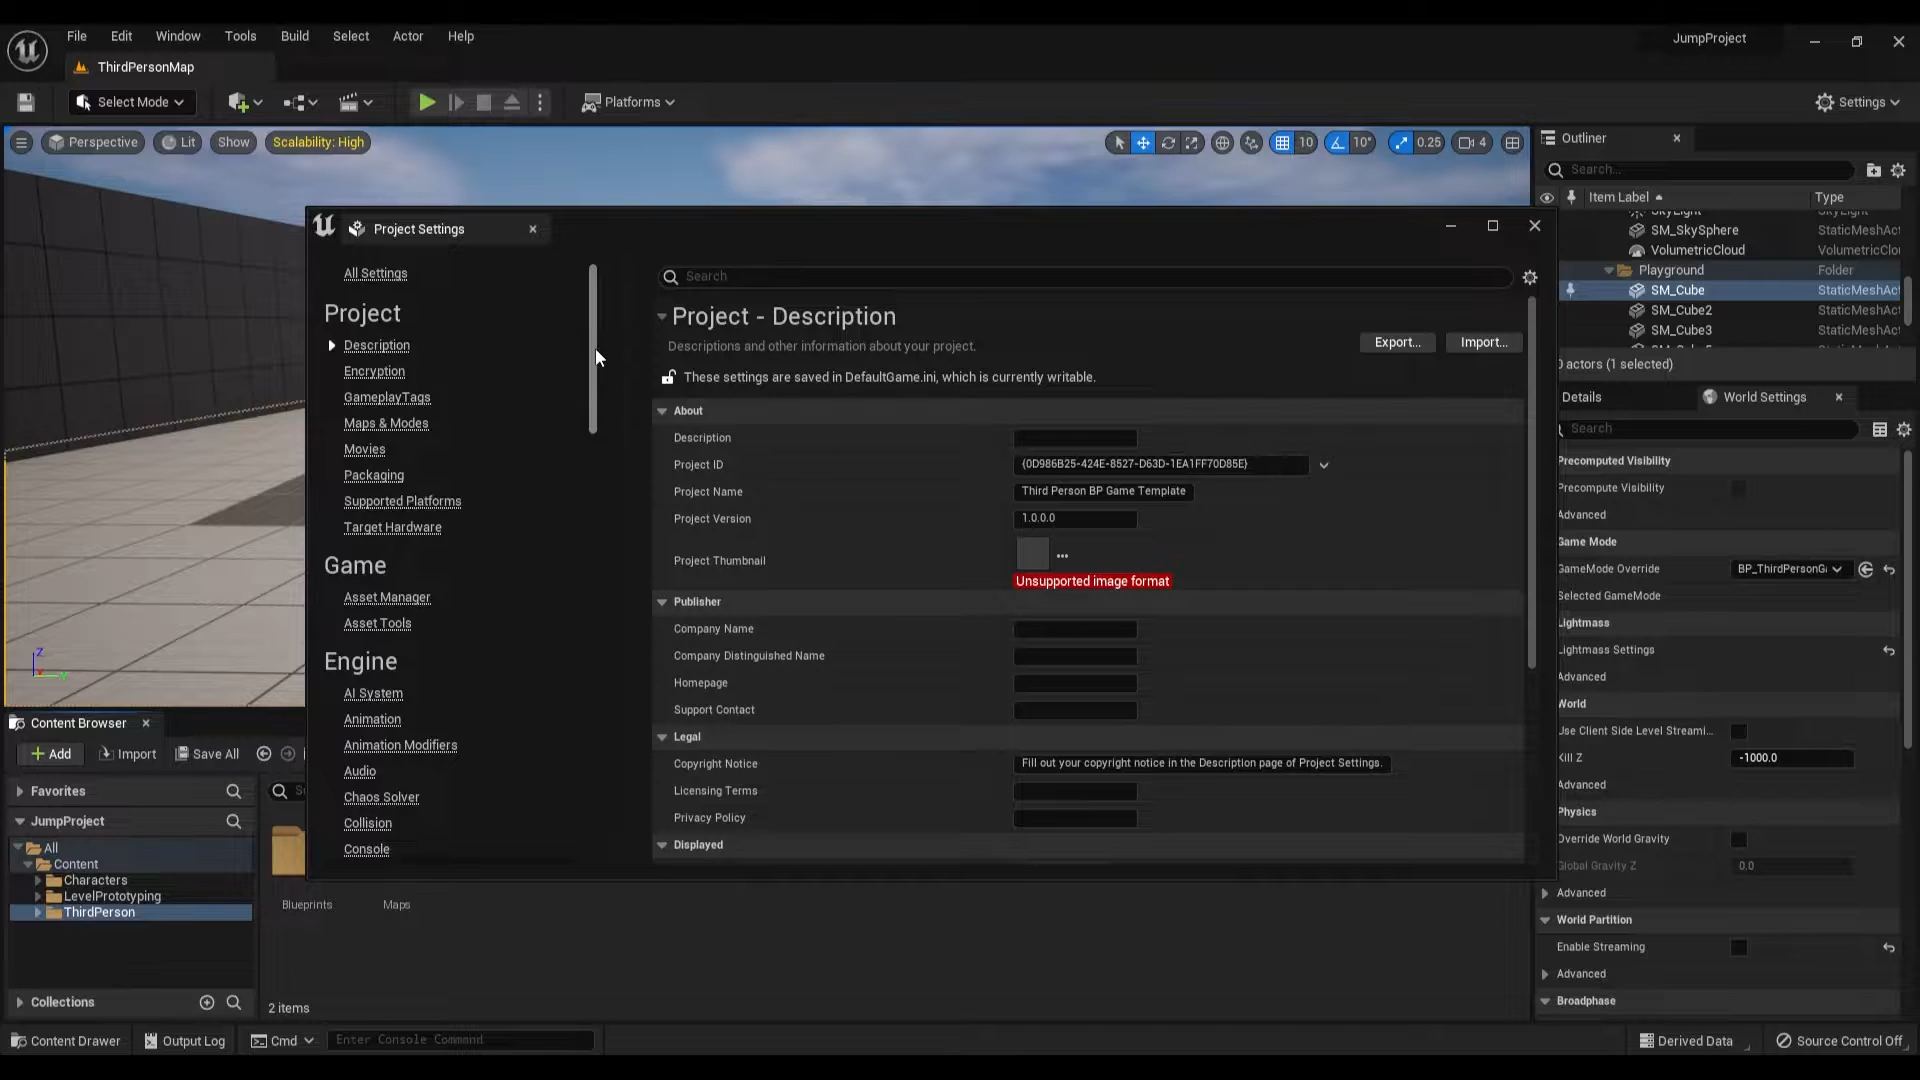 File Edit Window Tools Build Select Actor Help
JumpProject
ThirdPersonMap
Select Mode
Platforms
Settings
Perspective
Lit
Show
Scalability: High
10
10°
0.25
4
Outliner
Search...
Item Label
Type
SkyLight
SM_SkySphere StaticMeshAct
VolumetricCloud VolumetricClou
Playground Folder
SM_Cube StaticMeshAct
SM_Cube2 StaticMeshAct
SM_Cube3 StaticMeshAct
actors (1 selected)
Project Settings
All Settings
Project
Description
Encryption
GameplayTags
Maps & Modes
Movies
Packaging
Supported Platforms
Target Hardware
Game
Asset Manager
Asset Tools
Engine
AI System
Animation
Animation Modifiers
Audio
Chaos Solver
Collision
Console
Search
Project - Description
Descriptions and other information about your project.
Export...
Import...
These settings are saved in DefaultGame.ini, which is currently writable.
About
Description
Project ID {0D986B25-424E-8527-D63D-1EA1FF70D85E}
Project Name Third Person BP Game Template
Project Version 1.0.0.0
Project Thumbnail
Unsupported image format
Publisher
Company Name
Company Distinguished Name
Homepage
Support Contact
Legal
Copyright Notice Fill out your copyright notice in the Description page of Project Settings.
Licensing Terms
Privacy Policy
Displayed
Details
World Settings
Search
Precomputed Visibility
Precompute Visibility
Advanced
Game Mode
GameMode Override BP_ThirdPersonGa
Selected GameMode
Lightmass
Lightmass Settings
Advanced
World
Use Client Side Level Streami...
Kill Z -1000.0
Advanced
Physics
Override World Gravity
Global Gravity Z 0.0
Advanced
World Partition
Enable Streaming
Advanced
Broadphase
Z
Y
Content Browser
Add
Import
Save All
Favorites
JumpProject
All
Content
Characters
LevelPrototyping
ThirdPerson
Collections
Blueprints
Maps
2 items
Content Drawer
Output Log
Cmd
Enter Console Command
Derived Data
Source Control Off